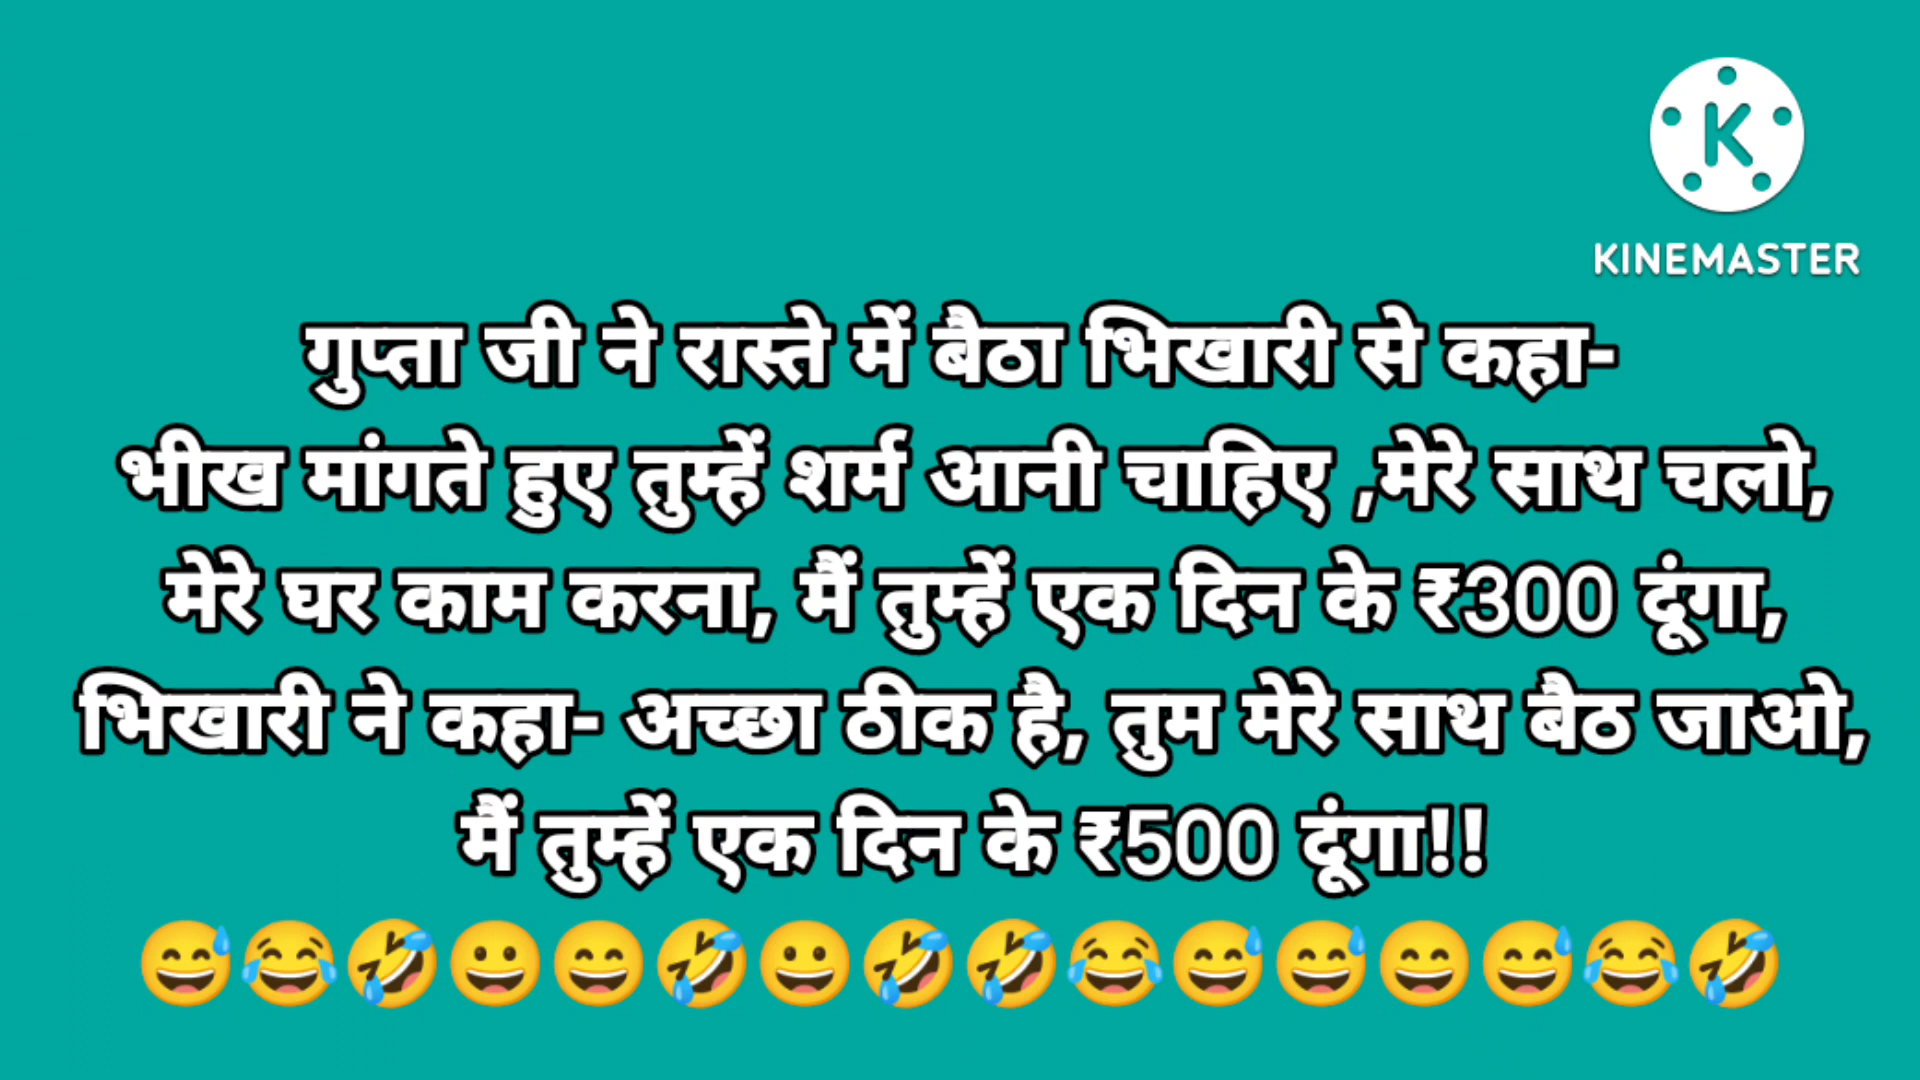 KINEMASTER
गुप्ता जी ने रास्ते में बैठा भिखारी से कहा-
भीख मांगते हुए तुम्हें शर्म आनी चाहिए ,मेरे साथ चलो,
मेरे घर काम करना, मैं तुम्हें एक दिन के ₹300 दूंगा,
भिखारी ने कहा- अच्छा ठीक है, तुम मेरे साथ बैठ जाओ,
मैं तुम्हें एक दिन के ₹500 दूंगा!!
😅😂🤣😀😄🤣😀🤣🤣😂😅😅😄😅😂🤣